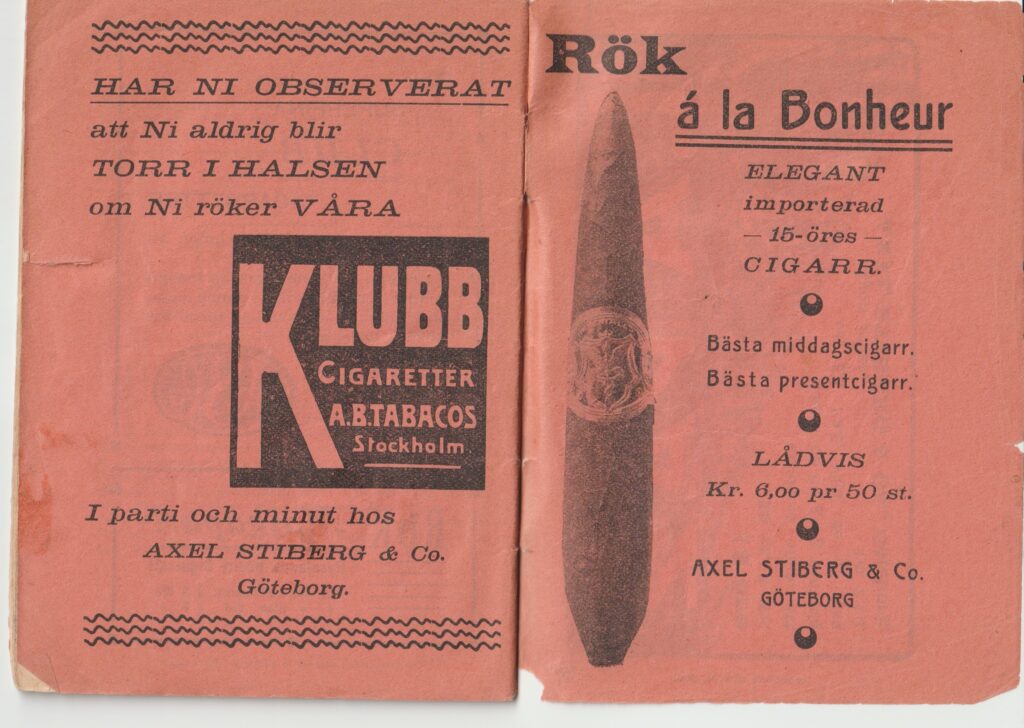 HAR NI OBSERVERAT
att Ni aldrig blir
TORR I HALSEN
om Ni röker VÅRA
KLUBB
CIGARETTER
A.B.TABACOS
Stockholm
I parti och minut hos
AXEL STIBERG & Co.
Göteborg.
Rök
á la Bonheur
ELEGANT
importerad
— 15-öres —
CIGARR.
Bästa middagscigarr.
Bästa presentcigarr.
LÅDVIS
Kr. 6,00 pr 50 st.
AXEL STIBERG & Co.
GÖTEBORG